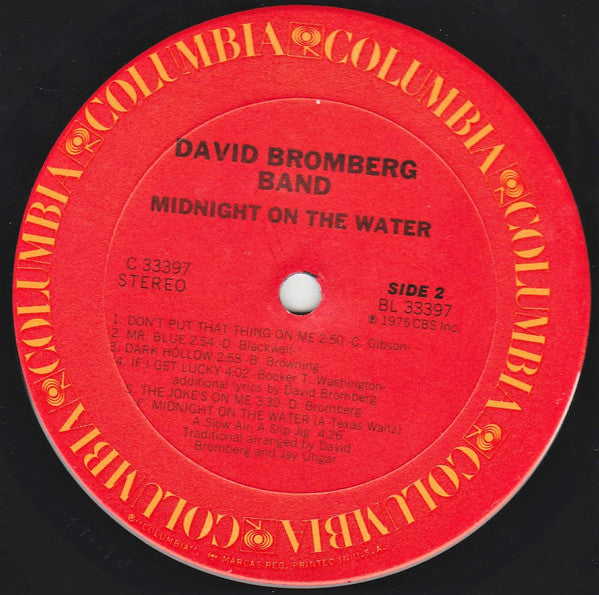 COLUMBIA COLUMBIA COLUMBIA COLUMBIA COLUMBIA COLUMBIA
DAVID BROMBERG
BAND
MIDNIGHT ON THE WATER
C 33397
STEREO
SIDE 2
BL 33397
℗ 1975 CBS Inc.
1. DON'T PUT THAT THING ON ME 2:50 -C. Gibson-
2. MR. BLUE 2:54 -D. Blackwell-
3. DARK HOLLOW 2:58 -B. Browning-
4. IF I GET LUCKY 4:02 -Booker T. Washington-
additional lyrics by David Bromberg
5. THE JOKE'S ON ME 3:30 -D. Bromberg-
MIDNIGHT ON THE WATER (A Texas Waltz)
A Slow Air, A Slip Jig 4:26
Traditional arranged by David
Bromberg and Jay Ungar
"COLUMBIA," MARCAS REG. PRINTED IN U.S.A.